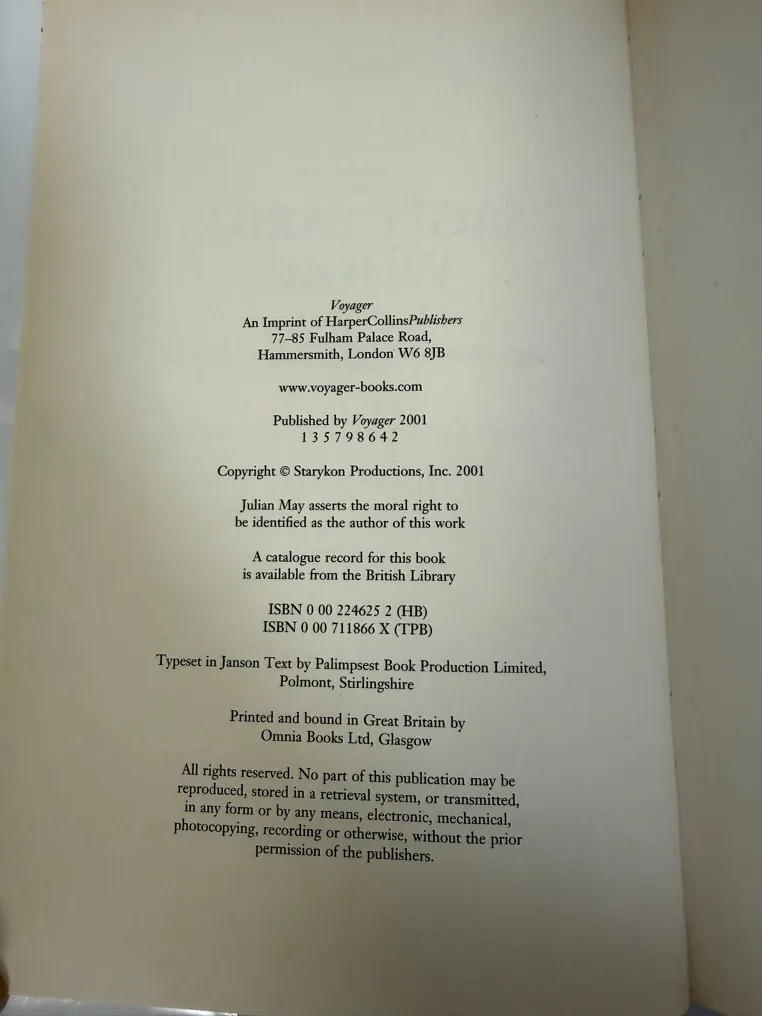 Voyager
An Imprint of HarperCollinsPublishers
77–85 Fulham Palace Road,
Hammersmith, London W6 8JB
www.voyager-books.com
Published by Voyager 2001
1 3 5 7 9 8 6 4 2
Copyright © Starykon Productions, Inc. 2001
Julian May asserts the moral right to
be identified as the author of this work
A catalogue record for this book
is available from the British Library
ISBN 0 00 224625 2 (HB)
ISBN 0 00 711866 X (TPB)
Typeset in Janson Text by Palimpsest Book Production Limited,
Polmont, Stirlingshire
Printed and bound in Great Britain by
Omnia Books Ltd, Glasgow
All rights reserved. No part of this publication may be
reproduced, stored in a retrieval system, or transmitted,
in any form or by any means, electronic, mechanical,
photocopying, recording or otherwise, without the prior
permission of the publishers.